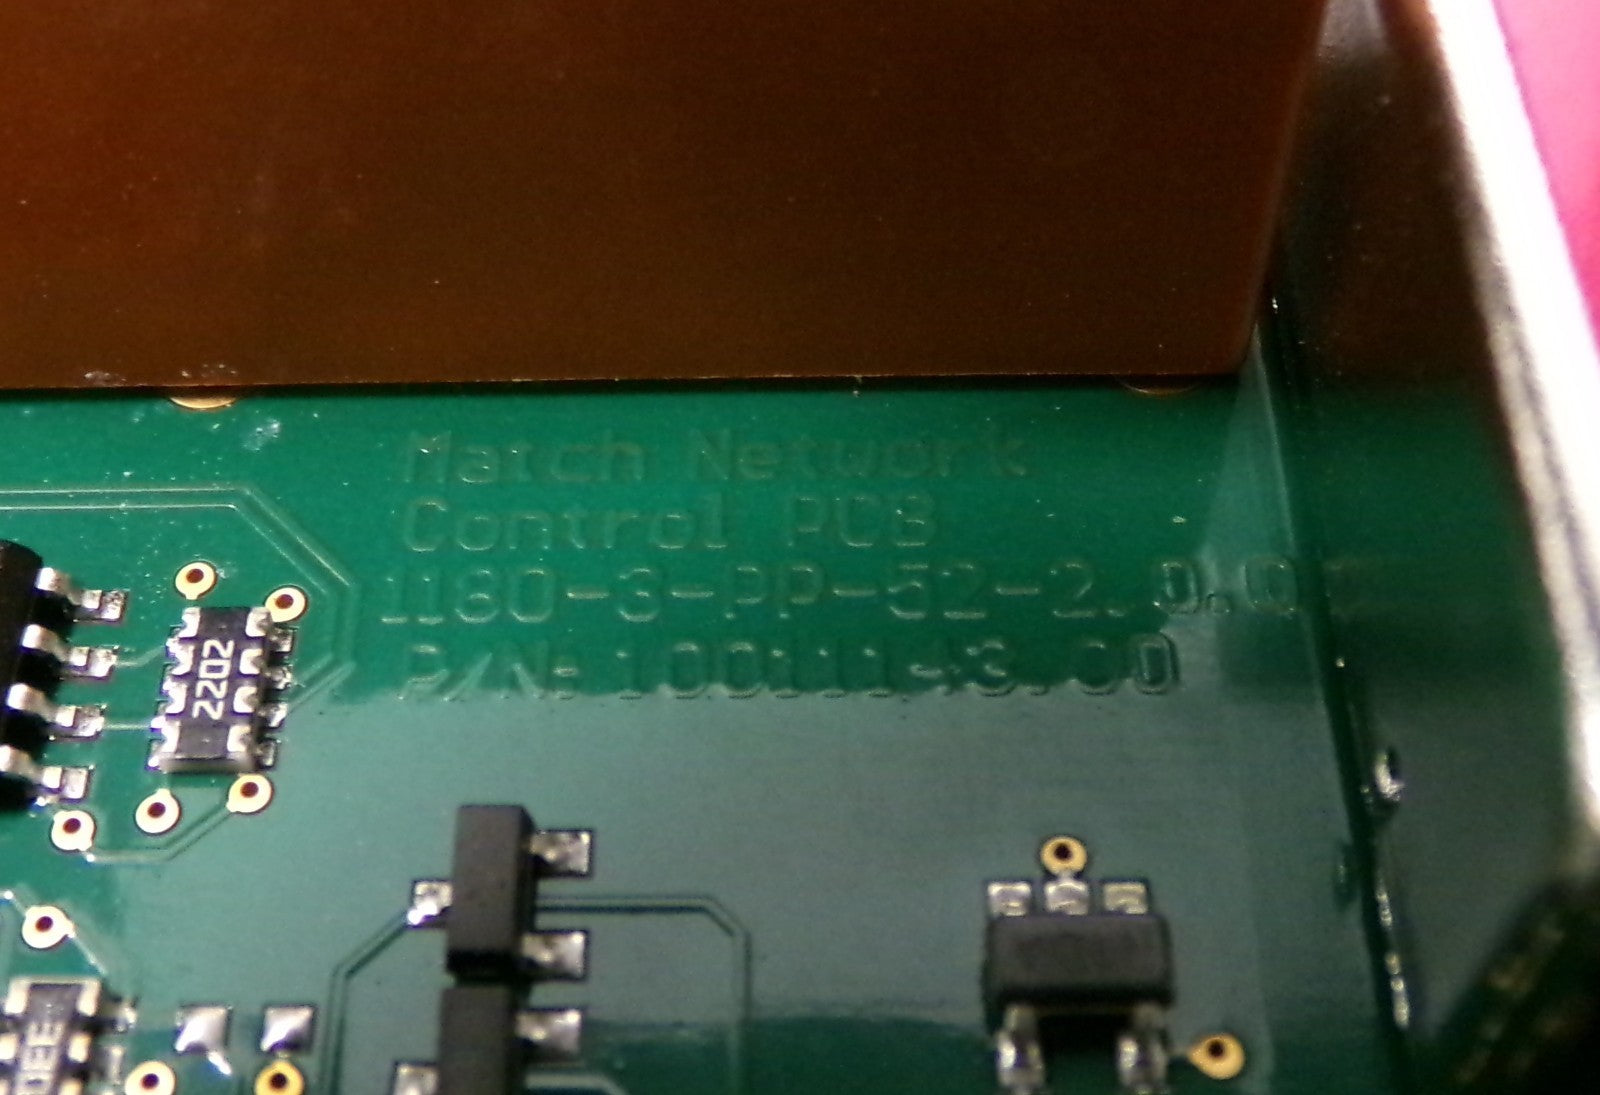 Match Network
Control PCB
1180-3-PP-52-2.0.0
P/N: 10011143.00
2202